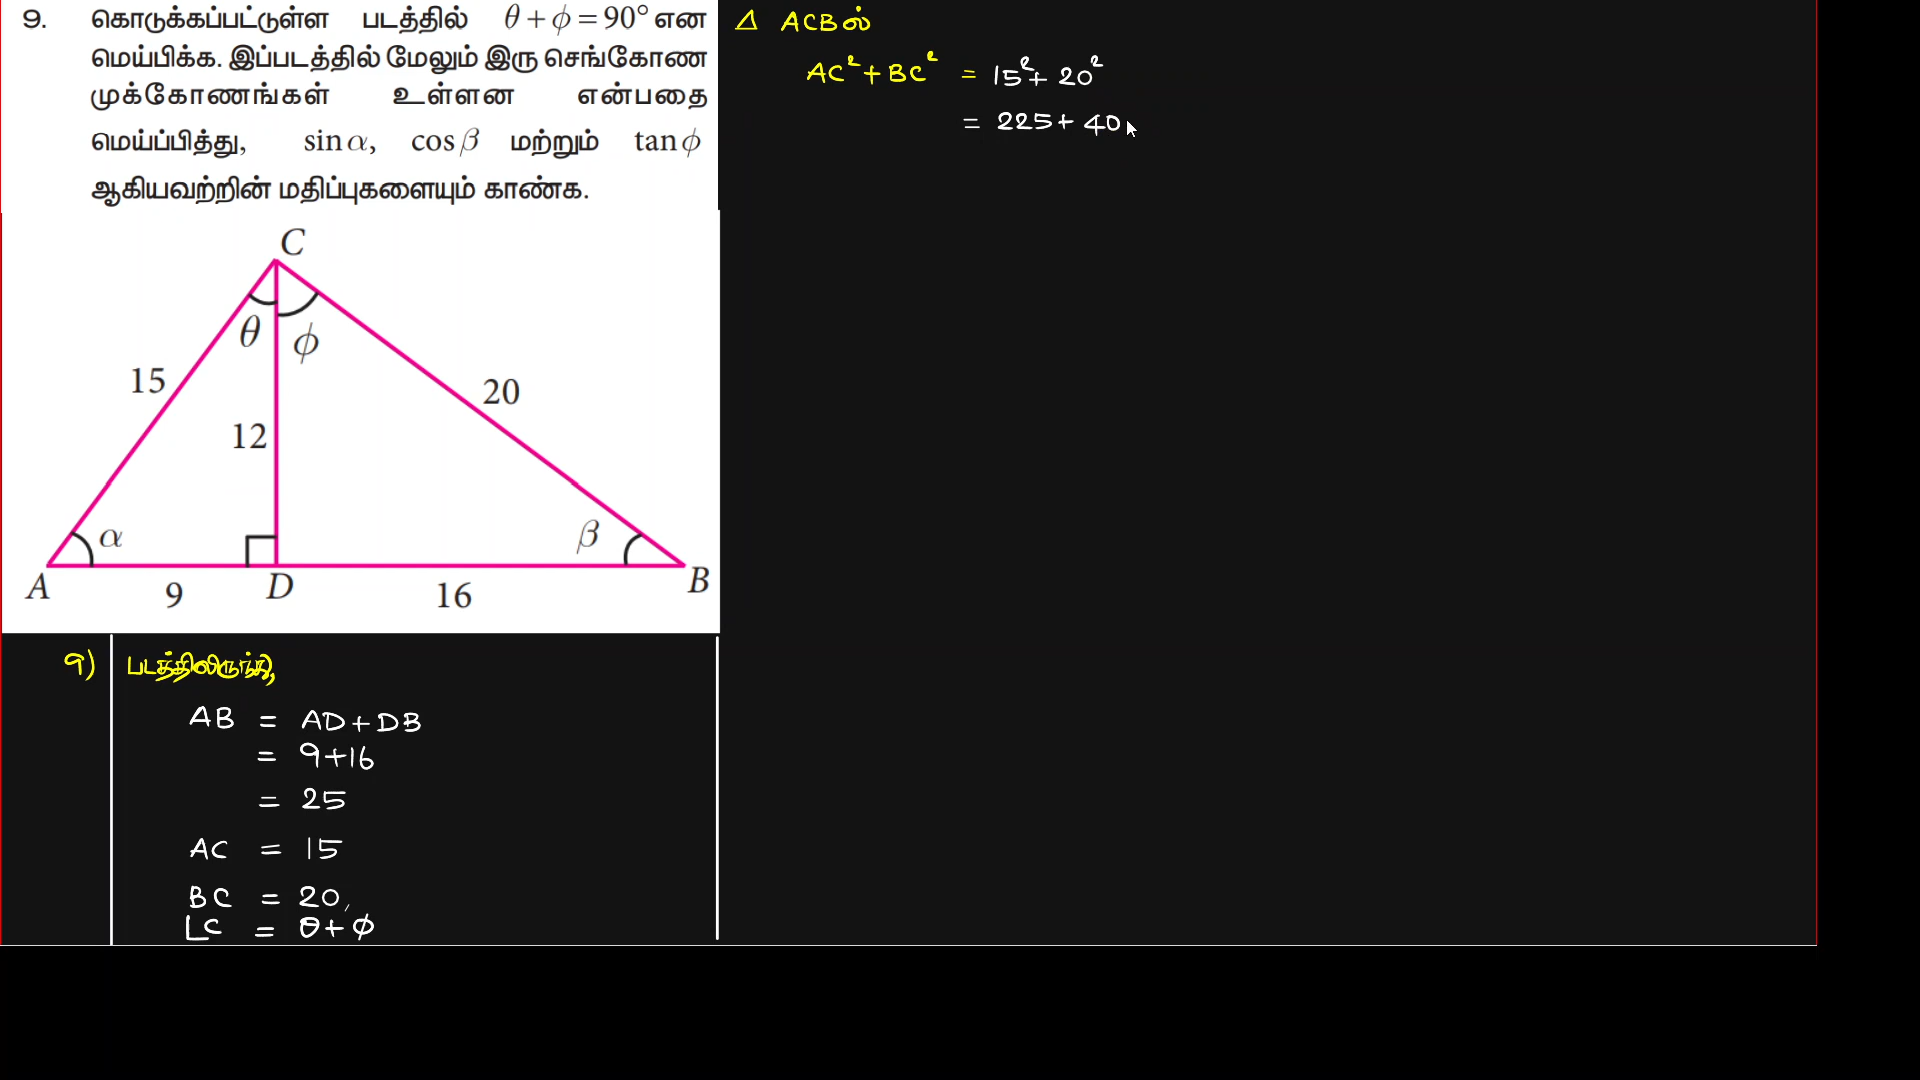 9. கொடுக்கப்பட்டுள்ள படத்தில் θ + ϕ = 90° என
மெய்பிக்க. இப்படத்தில் மேலும் இரு செங்கோண
முக்கோணங்கள் உள்ளன என்பதை
மெய்ப்பித்து, sin α, cos β மற்றும் tan ϕ
ஆகியவற்றின் மதிப்புகளையும் காண்க.
C
θ ϕ
15
20
12
α
β
A
D
B
9
16
9) படத்திலிருந்து,
AB = AD + DB
= 9+16
= 25
AC = 15
BC = 20,
∟C = θ + ϕ
Δ ACBல்
AC² + BC² = 15² + 20²
= 225 + 40